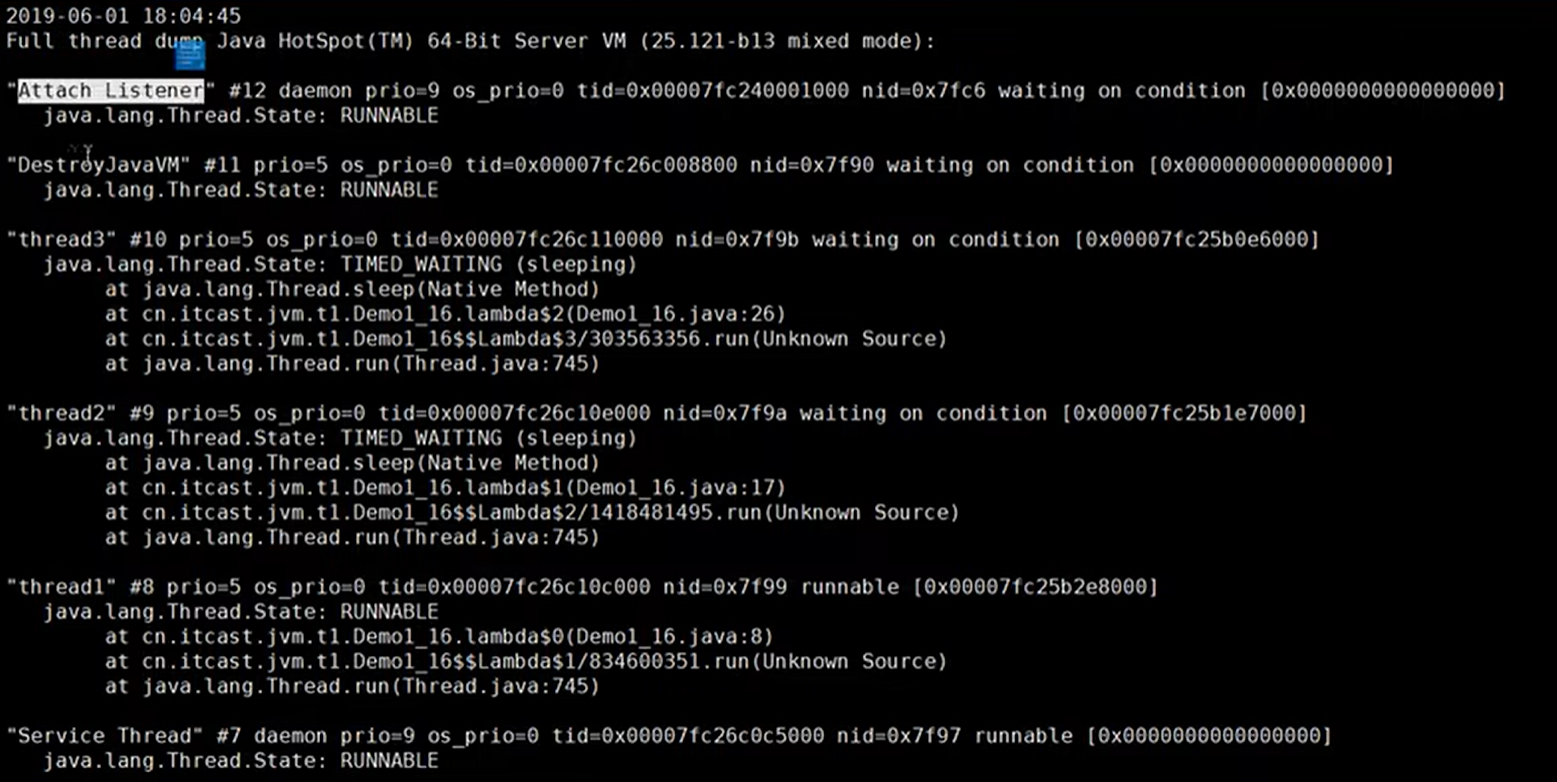 2019-06-01 18:04:45
Full thread dump Java HotSpot(TM) 64-Bit Server VM (25.121-b13 mixed mode):
"Attach Listener" #12 daemon prio=9 os_prio=0 tid=0x00007fc240001000 nid=0x7fc6 waiting on condition [0x0000000000000000]
java.lang.Thread.State: RUNNABLE
"DestroyJavaVM" #11 prio=5 os_prio=0 tid=0x00007fc26c008800 nid=0x7f90 waiting on condition [0x0000000000000000]
java.lang.Thread.State: RUNNABLE
"thread3" #10 prio=5 os_prio=0 tid=0x00007fc26c110000 nid=0x7f9b waiting on condition [0x00007fc25b0e6000]
java.lang.Thread.State: TIMED_WAITING (sleeping)
at java.lang.Thread.sleep(Native Method)
at cn.itcast.jvm.t1.Demo1_16.lambda$2(Demo1_16.java:26)
at cn.itcast.jvm.t1.Demo1_16$$Lambda$3/303563356.run(Unknown Source)
at java.lang.Thread.run(Thread.java:745)
"thread2" #9 prio=5 os_prio=0 tid=0x00007fc26c10e000 nid=0x7f9a waiting on condition [0x00007fc25b1e7000]
java.lang.Thread.State: TIMED_WAITING (sleeping)
at java.lang.Thread.sleep(Native Method)
at cn.itcast.jvm.t1.Demo1_16.lambda$1(Demo1_16.java:17)
at cn.itcast.jvm.t1.Demo1_16$$Lambda$2/1418481495.run(Unknown Source)
at java.lang.Thread.run(Thread.java:745)
"thread1" #8 prio=5 os_prio=0 tid=0x00007fc26c10c000 nid=0x7f99 runnable [0x00007fc25b2e8000]
java.lang.Thread.State: RUNNABLE
at cn.itcast.jvm.t1.Demo1_16.lambda$0(Demo1_16.java:8)
at cn.itcast.jvm.t1.Demo1_16$$Lambda$1/834600351.run(Unknown Source)
at java.lang.Thread.run(Thread.java:745)
"Service Thread" #7 daemon prio=9 os_prio=0 tid=0x00007fc26c0c5000 nid=0x7f97 runnable [0x0000000000000000]
java.lang.Thread.State: RUNNABLE